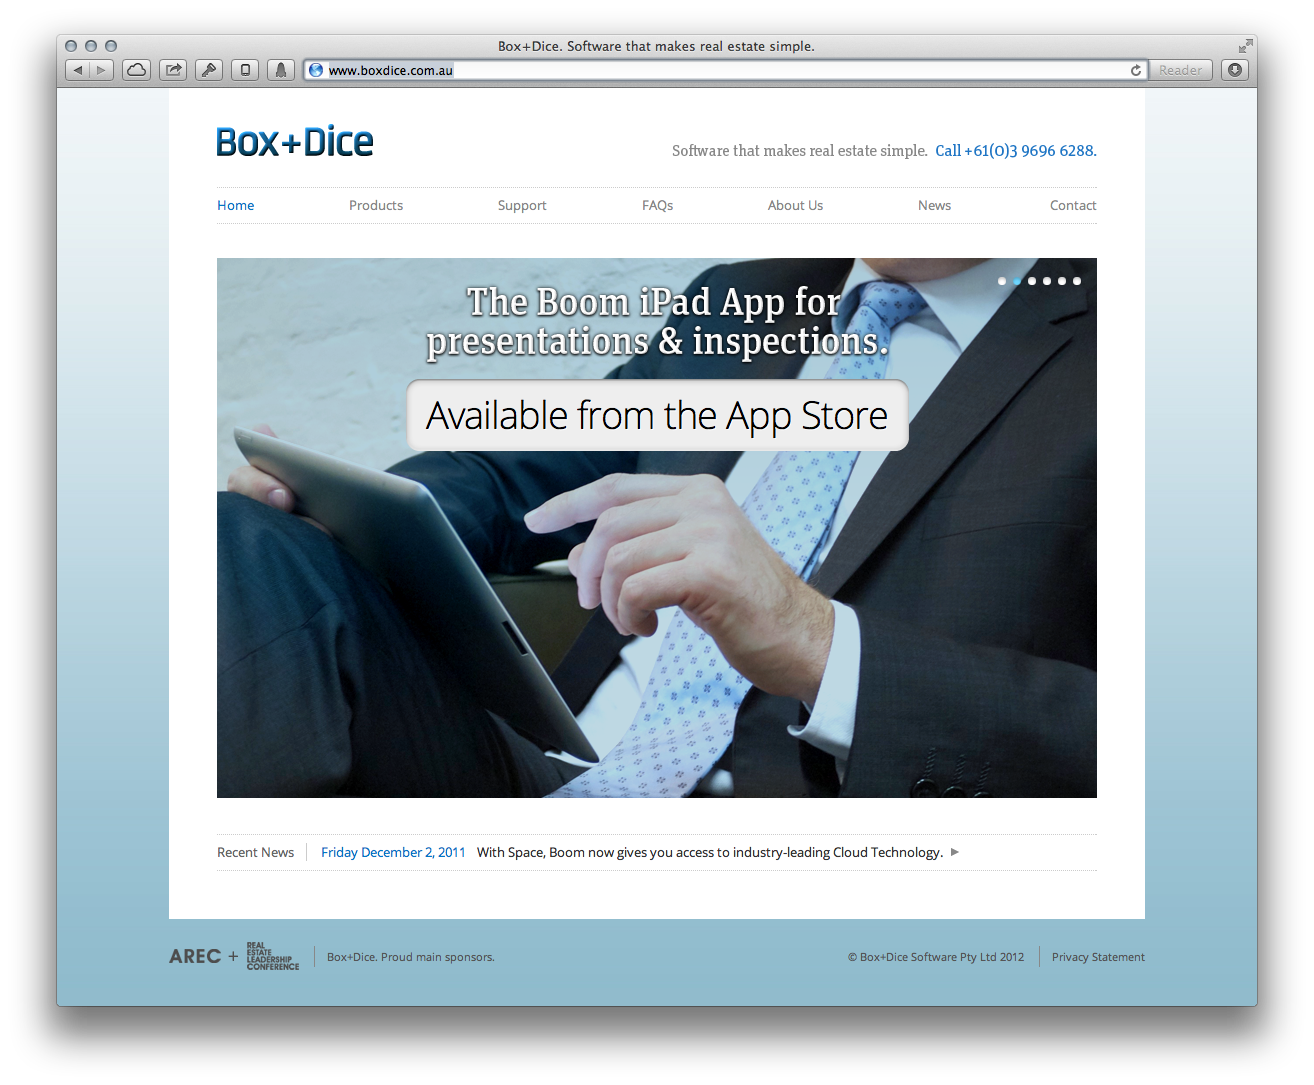 Box+Dice. Software that makes real estate simple.
www.boxdice.com.au
Reader
Box+Dice
Software that makes real estate simple. Call +61(0)3 9696 6288.
Home Products Support FAQs About Us News Contact
The Boom iPad App for
presentations & inspections.
Available from the App Store
Recent News Friday December 2, 2011 With Space, Boom now gives you access to industry-leading Cloud Technology.
AREC +
REAL
ESTATE
LEADERSHIP
CONFERENCE
Box+Dice. Proud main sponsors.
© Box+Dice Software Pty Ltd 2012
Privacy Statement